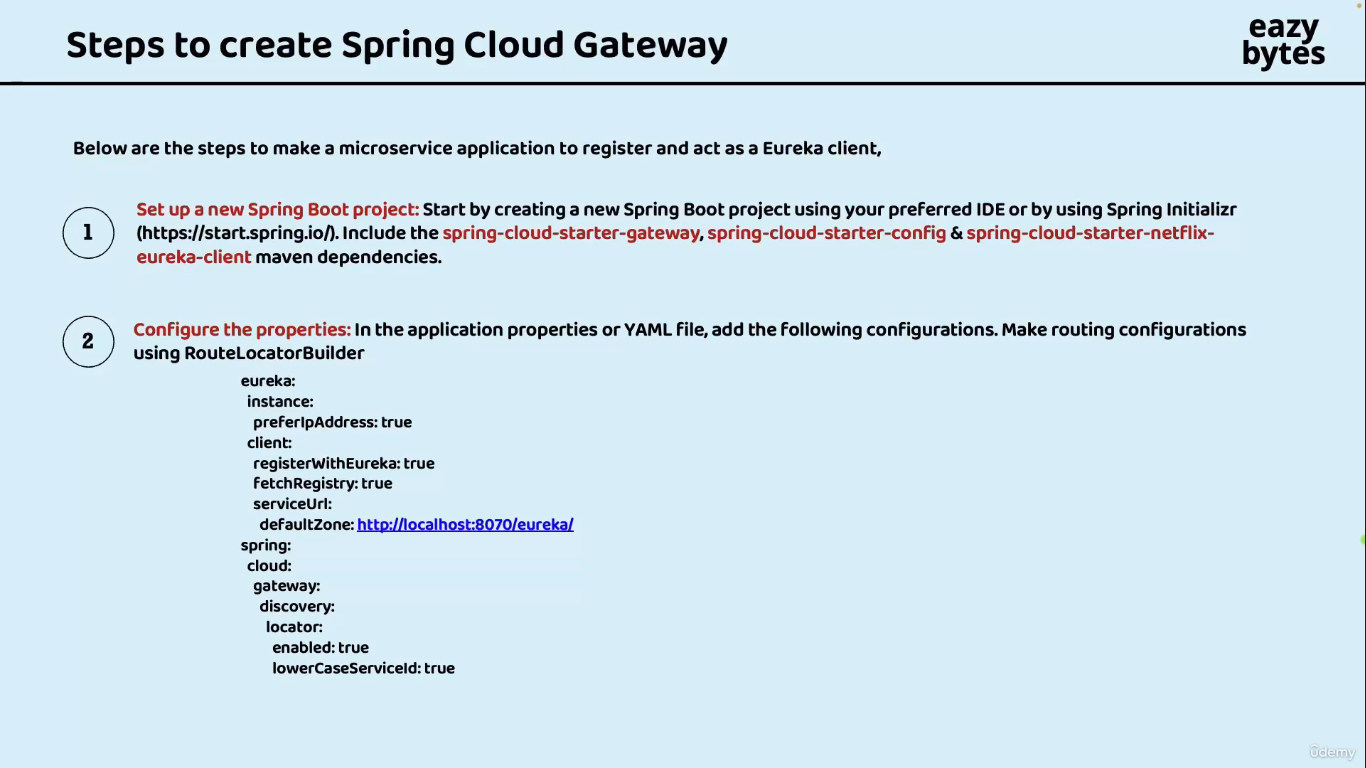 Steps to create Spring Cloud Gateway
eazy
bytes
Below are the steps to make a microservice application to register and act as a Eureka client,
1
Set up a new Spring Boot project: Start by creating a new Spring Boot project using your preferred IDE or by using Spring Initializr
(https://start.spring.io/). Include the spring-cloud-starter-gateway, spring-cloud-starter-config & spring-cloud-starter-netflix-
eureka-client maven dependencies.
2
Configure the properties: In the application properties or YAML file, add the following configurations. Make routing configurations
using RouteLocatorBuilder
eureka:
instance:
preferIpAddress: true
client:
registerWithEureka: true
fetchRegistry: true
serviceUrl:
defaultZone: http://localhost:8070/eureka/
spring:
cloud:
gateway:
discovery:
locator:
enabled: true
lowerCaseServiceId: true
ûdemy